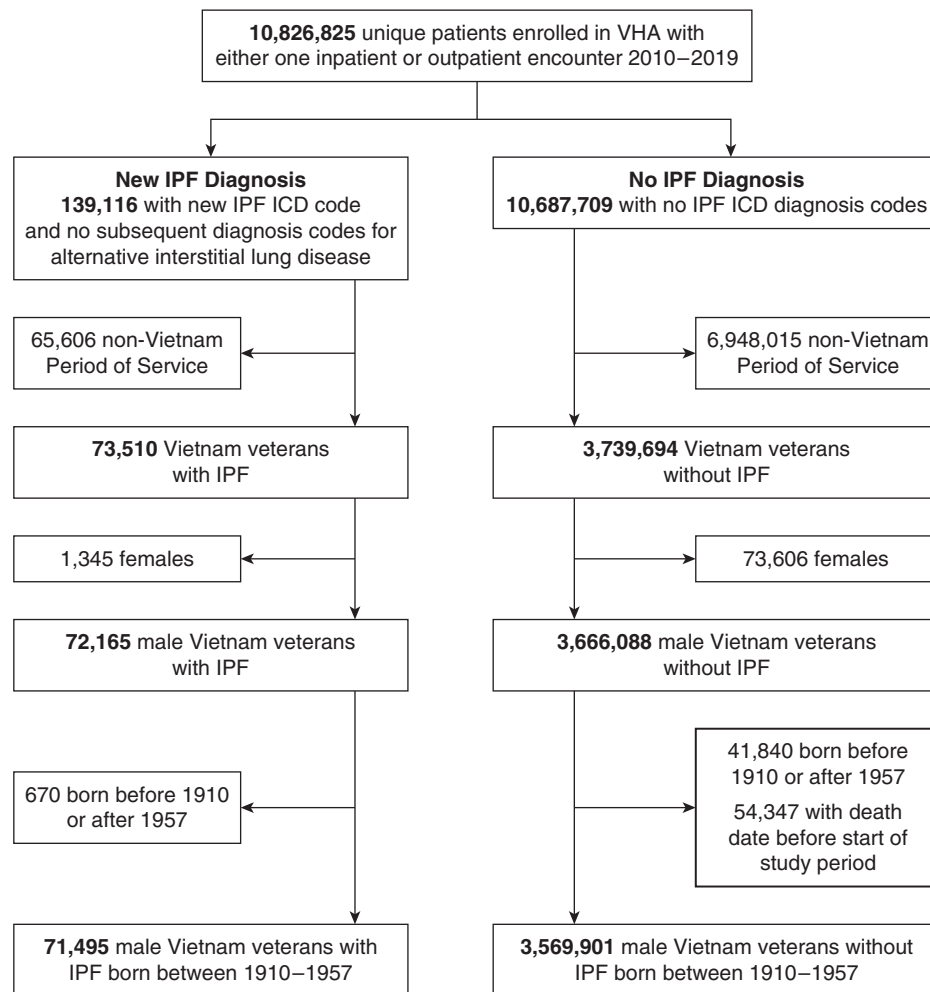 10,826,825 unique patients enrolled in VHA with
either one inpatient or outpatient encounter 2010–2019
New IPF Diagnosis
139,116 with new IPF ICD code
and no subsequent diagnosis codes for
alternative interstitial lung disease
No IPF Diagnosis
10,687,709 with no IPF ICD diagnosis codes
65,606 non-Vietnam
Period of Service
6,948,015 non-Vietnam
Period of Service
73,510 Vietnam veterans
with IPF
3,739,694 Vietnam veterans
without IPF
1,345 females
73,606 females
72,165 male Vietnam veterans
with IPF
3,666,088 male Vietnam veterans
without IPF
670 born before 1910
or after 1957
41,840 born before
1910 or after 1957
54,347 with death
date before start of
study period
71,495 male Vietnam veterans with
IPF born between 1910–1957
3,569,901 male Vietnam veterans without
IPF born between 1910–1957